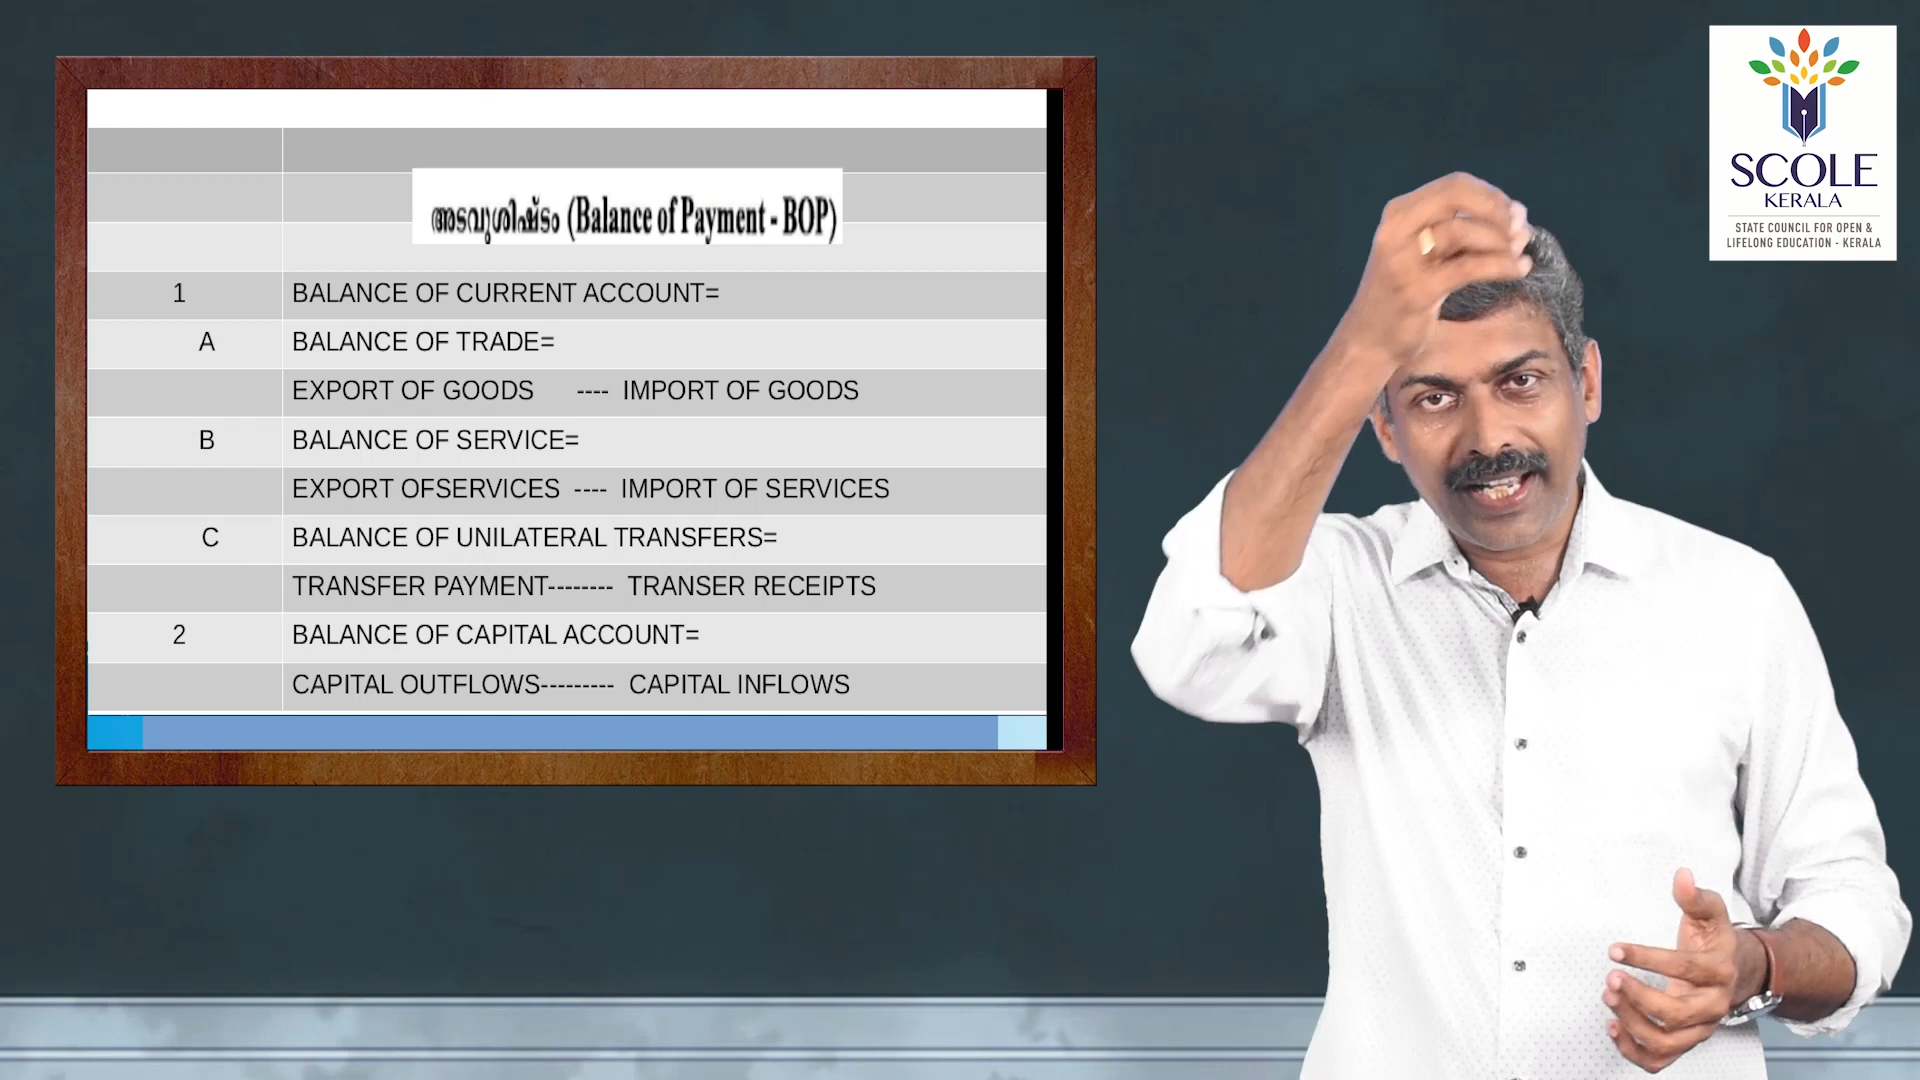 അടവുശിഷ്ടം (Balance of Payment - BOP)
1 BALANCE OF CURRENT ACCOUNT=
A BALANCE OF TRADE=
EXPORT OF GOODS ---- IMPORT OF GOODS
B BALANCE OF SERVICE=
EXPORT OFSERVICES ---- IMPORT OF SERVICES
C BALANCE OF UNILATERAL TRANSFERS=
TRANSFER PAYMENT-------- TRANSER RECEIPTS
2 BALANCE OF CAPITAL ACCOUNT=
CAPITAL OUTFLOWS--------- CAPITAL INFLOWS
SCOLE
KERALA
STATE COUNCIL FOR OPEN &
LIFELONG EDUCATION - KERALA